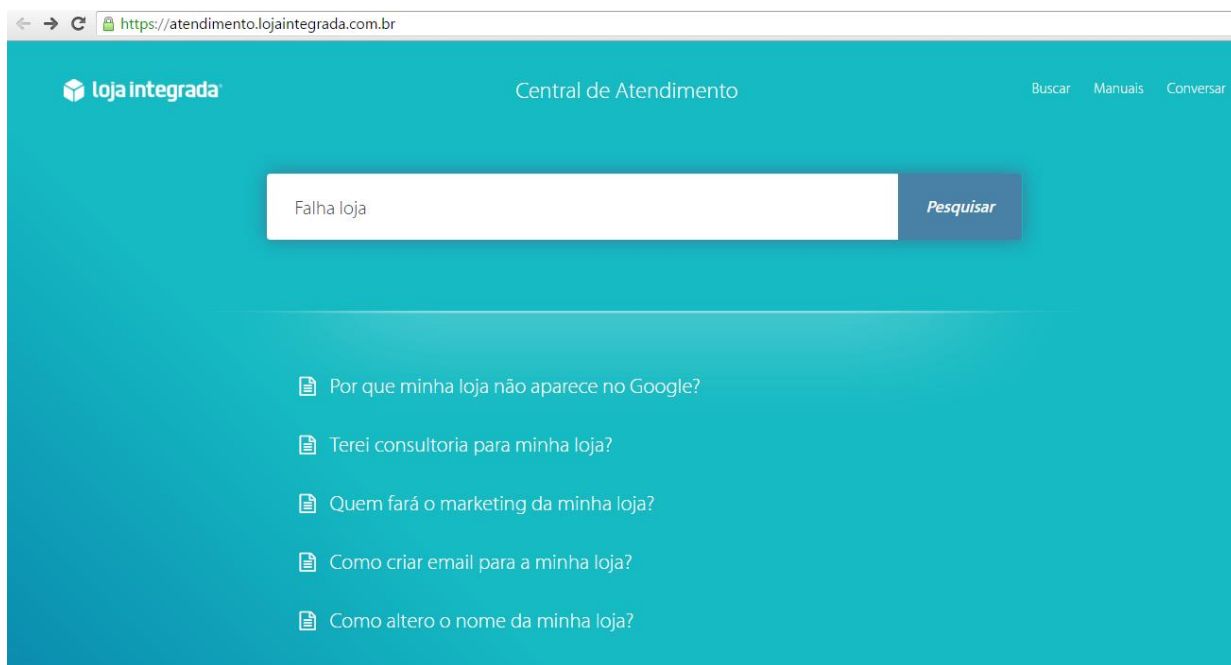 https://atendimento.lojaintegrada.com.br
loja integrada
Central de Atendimento
Buscar Manuais Conversar
Falha loja
Pesquisar
Por que minha loja não aparece no Google?
Terei consultoria para minha loja?
Quem fará o marketing da minha loja?
Como criar email para a minha loja?
Como altero o nome da minha loja?